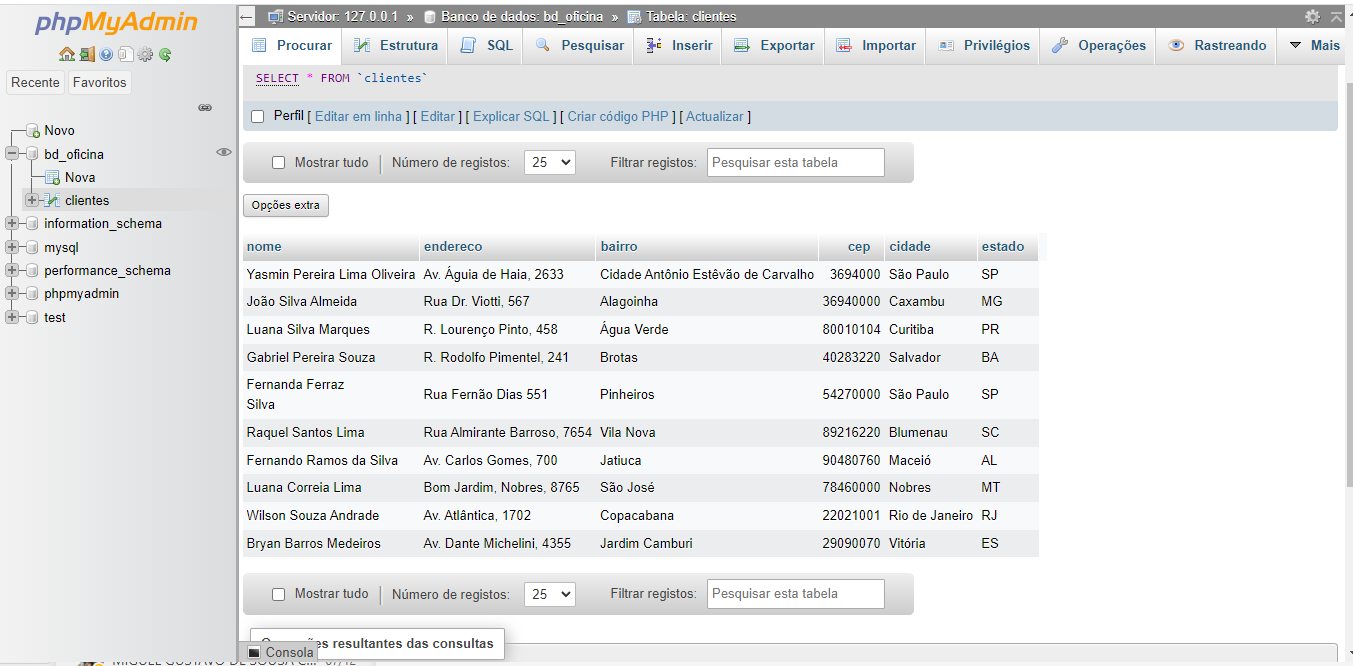 phpMyAdmin
Recente Favoritos
Novo
bd_oficina
Nova
clientes
information_schema
mysql
performance_schema
phpmyadmin
test
Servidor: 127.0.0.1 » Banco de dados: bd_oficina » Tabela: clientes
Procurar Estrutura SQL Pesquisar Inserir Exportar Importar Privilégios Operações Rastreando Mais
SELECT * FROM `clientes`
Perfil [ Editar em linha ] [ Editar ] [ Explicar SQL ] [ Criar código PHP ] [ Actualizar ]
Mostrar tudo | Número de registos: 25 Filtrar registos: Pesquisar esta tabela
Opções extra
nome endereco bairro cep cidade estado
Yasmin Pereira Lima Oliveira Av. Águia de Haia, 2633 Cidade Antônio Estêvão de Carvalho 3694000 São Paulo SP
João Silva Almeida Rua Dr. Viotti, 567 Alagoinha 36940000 Caxambu MG
Luana Silva Marques R. Lourenço Pinto, 458 Água Verde 80010104 Curitiba PR
Gabriel Pereira Souza R. Rodolfo Pimentel, 241 Brotas 40283220 Salvador BA
Fernanda Ferraz
Silva Rua Fernão Dias 551 Pinheiros 54270000 São Paulo SP
Raquel Santos Lima Rua Almirante Barroso, 7654 Vila Nova 89216220 Blumenau SC
Fernando Ramos da Silva Av. Carlos Gomes, 700 Jatiuca 90480760 Maceió AL
Luana Correia Lima Bom Jardim, Nobres, 8765 São José 78460000 Nobres MT
Wilson Souza Andrade Av. Atlântica, 1702 Copacabana 22021001 Rio de Janeiro RJ
Bryan Barros Medeiros Av. Dante Michelini, 4355 Jardim Camburi 29090070 Vitória ES
Mostrar tudo | Número de registos: 25 Filtrar registos: Pesquisar esta tabela
resultantes das consultas
Consola